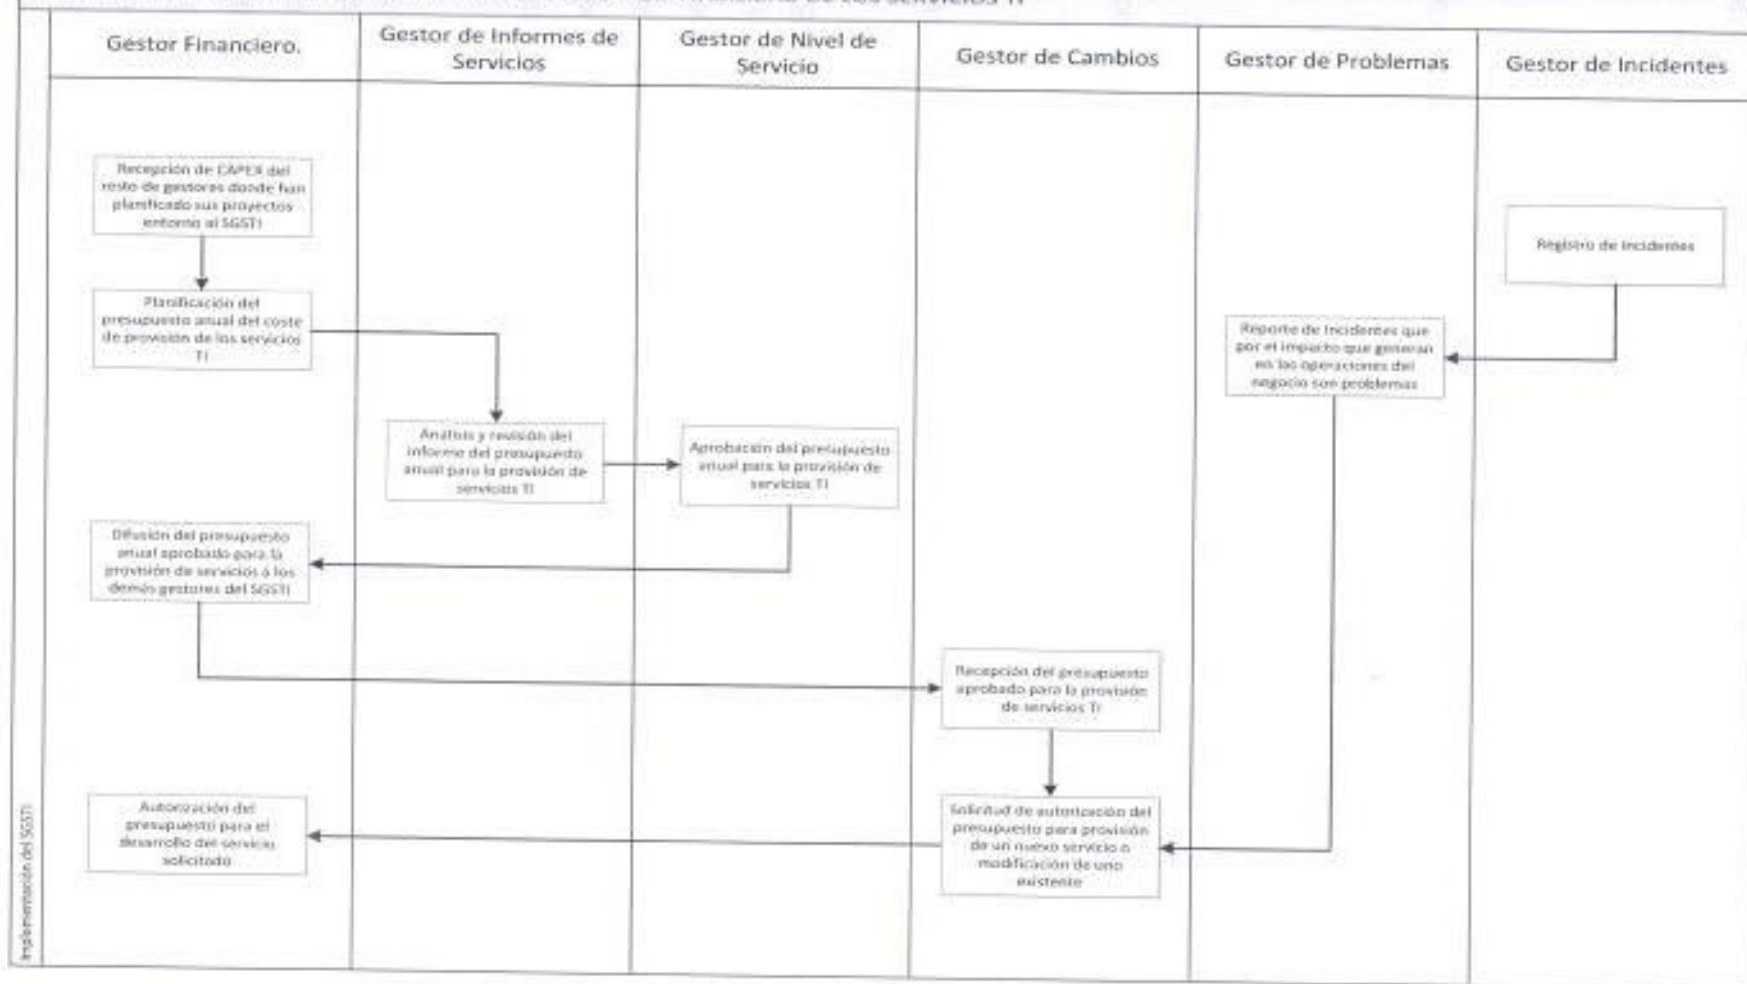 DE LOS SERVICIOS TI
Gestor Financiero.
Gestor de Informes de
Servicios
Gestor de Nivel de
Servicio
Gestor de Cambios
Gestor de Problemas
Gestor de Incidentes
Recepción de CAPEX del
resto de gestores donde han
planificado sus proyectos
entorno al SGSTI
Registro de Incidentes
Planificación del
presupuesto anual del coste
de provisión de los servicios
TI
Reporte de Incidentes que
por el impacto que generan
en las operaciones del
negocio son problemas
Análisis y revisión del
informe del presupuesto
anual para la provisión de
servicios TI
Aprobación del presupuesto
anual para la provisión de
servicios TI
Difusión del presupuesto
anual aprobado para la
provisión de servicios a los
demás gestores del SGSTI
Recepción del presupuesto
aprobado para la provisión
de servicios TI
Autorización del
presupuesto para el
desarrollo del servicio
solicitado
Solicitud de autorización del
presupuesto para provisión
de un nuevo servicio o
modificación de uno
existente
Implementación del SGSTI